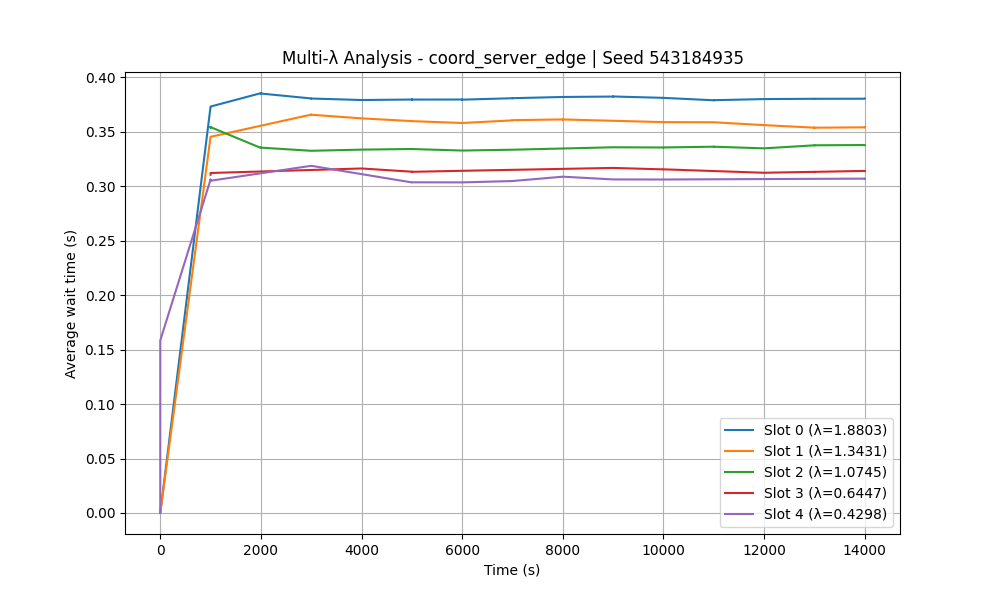 Multi-λ Analysis - coord_server_edge | Seed 543184935
Average wait time (s)
0.40
0.35
0.30
0.25
0.20
0.15
0.10
0.05
0.00
Slot 0 (λ=1.8803)
Slot 1 (λ=1.3431)
Slot 2 (λ=1.0745)
Slot 3 (λ=0.6447)
Slot 4 (λ=0.4298)
0 2000 4000 6000 8000 10000 12000 14000
Time (s)